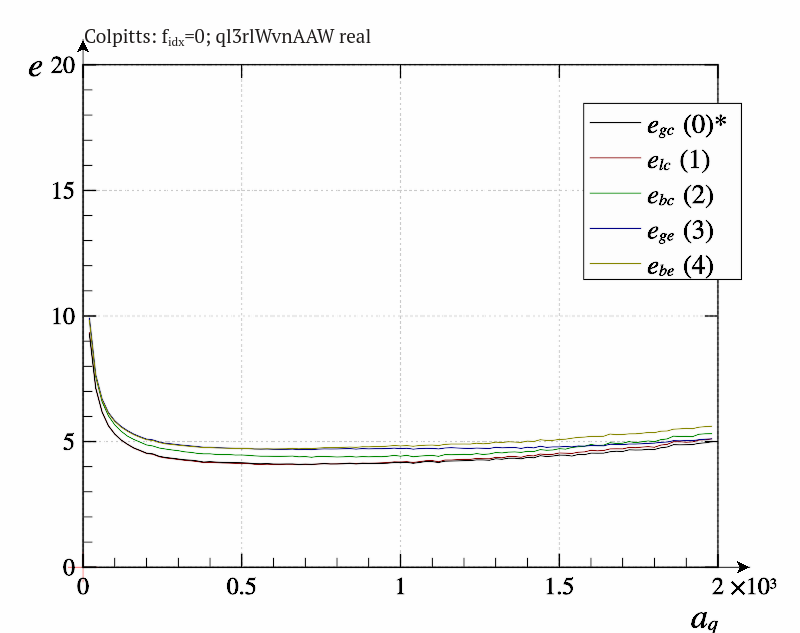 Colpitts: f_idx=0; ql3rlWvnAAW real
e 20
15
10
5
0
0 0.5 1 1.5 2 ×10³
a_q
e_gc (0)*
e_lc (1)
e_bc (2)
e_ge (3)
e_be (4)